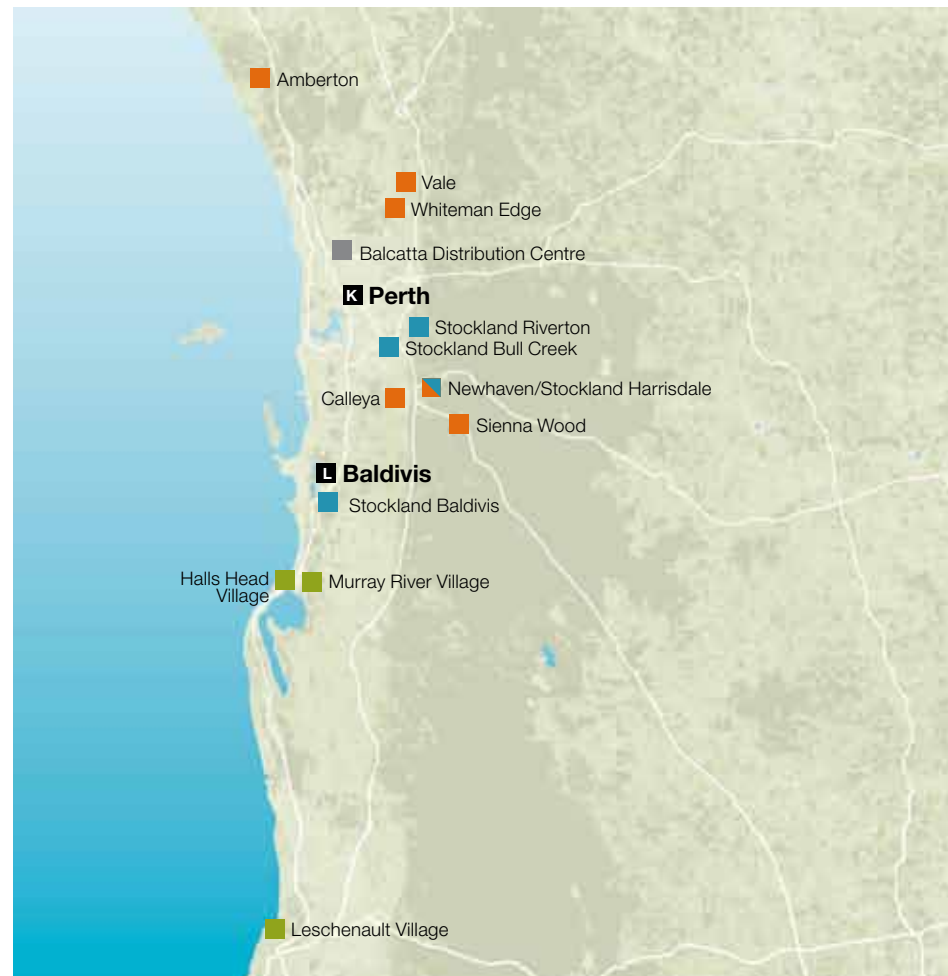 Amberton
Vale
Whiteman Edge
Balcatta Distribution Centre
K Perth
Stockland Riverton
Stockland Bull Creek
Newhaven/Stockland Harrisdale
Calleya
Sienna Wood
L Baldivis
Stockland Baldivis
Halls Head
Village
Murray River Village
Leschenault Village